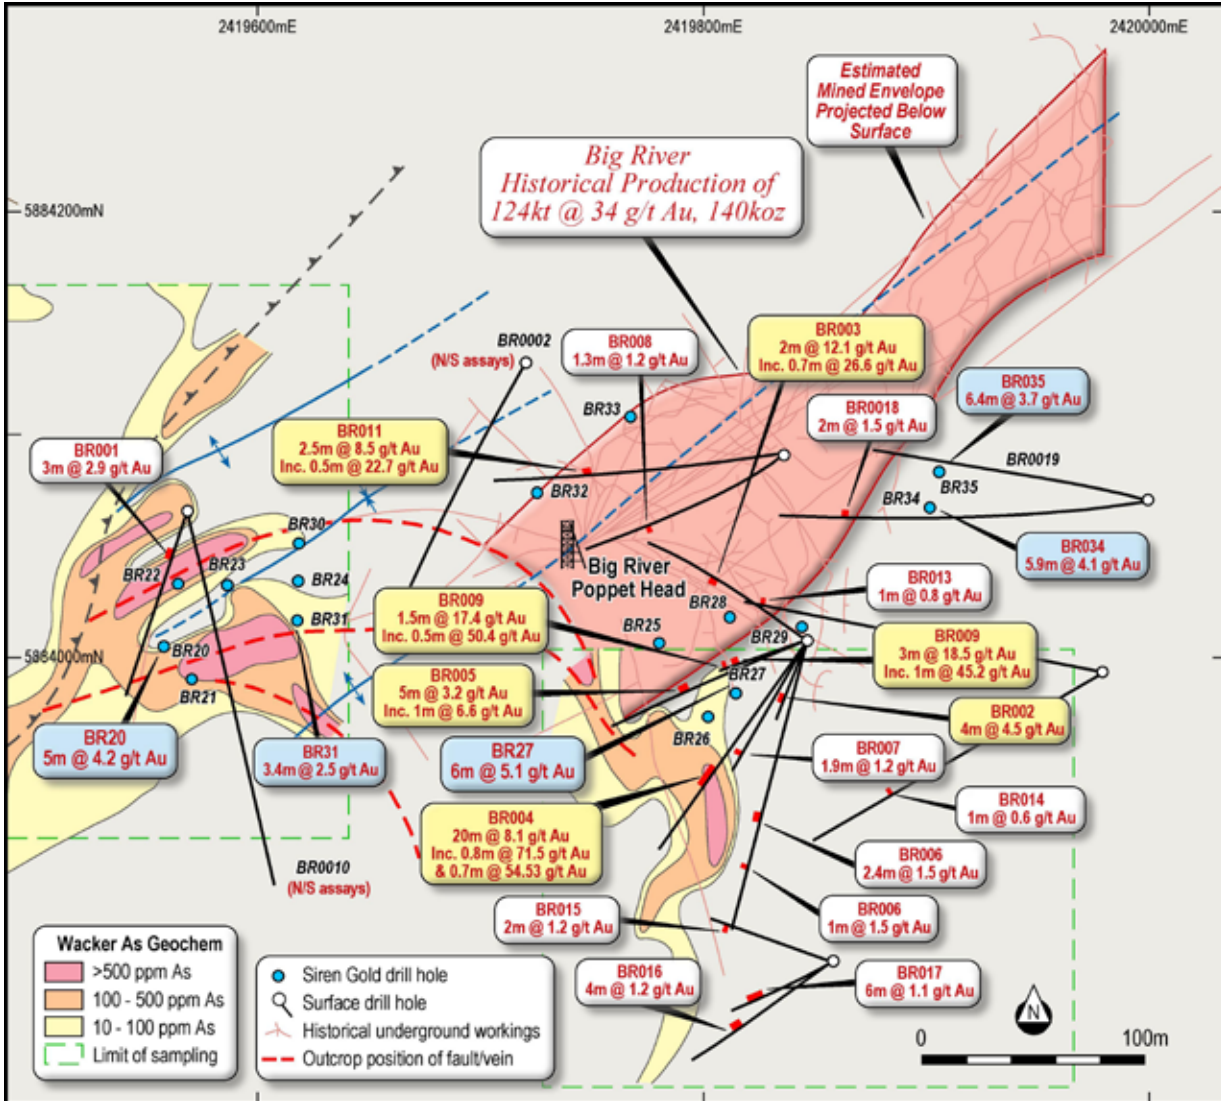 2419600mE
2419800mE
2420000mE
Estimated
Mined Envelope
Projected Below
Surface
Big River
Historical Production of
124kt @ 34 g/t Au, 140koz
5884200mN
BR0002
(N/S assays)
BR008
1.3m @ 1.2 g/t Au
BR003
2m @ 12.1 g/t Au
Inc. 0.7m @ 26.6 g/t Au
BR035
6.4m @ 3.7 g/t Au
BR33
BR0018
2m @ 1.5 g/t Au
BR011
2.5m @ 8.5 g/t Au
Inc. 0.5m @ 22.7 g/t Au
BR001
3m @ 2.9 g/t Au
BR0019
BR35
BR34
BR32
BR30
BR034
5.9m @ 4.1 g/t Au
Big River
Poppet Head
BR22
BR23
BR24
BR013
1m @ 0.8 g/t Au
BR009
1.5m @ 17.4 g/t Au
Inc. 0.5m @ 50.4 g/t Au
BR28
BR31
BR25
BR29
5884000mN
BR20
BR009
3m @ 18.5 g/t Au
Inc. 1m @ 45.2 g/t Au
BR21
BR005
5m @ 3.2 g/t Au
Inc. 1m @ 6.6 g/t Au
BR27
BR002
4m @ 4.5 g/t Au
BR26
BR20
5m @ 4.2 g/t Au
BR31
3.4m @ 2.5 g/t Au
BR27
6m @ 5.1 g/t Au
BR007
1.9m @ 1.2 g/t Au
BR014
1m @ 0.6 g/t Au
BR004
20m @ 8.1 g/t Au
Inc. 0.8m @ 71.5 g/t Au
& 0.7m @ 54.53 g/t Au
BR006
2.4m @ 1.5 g/t Au
BR0010
(N/S assays)
BR015
2m @ 1.2 g/t Au
BR006
1m @ 1.5 g/t Au
BR016
4m @ 1.2 g/t Au
BR017
6m @ 1.1 g/t Au
Wacker As Geochem
>500 ppm As
100 - 500 ppm As
10 - 100 ppm As
Limit of sampling
Siren Gold drill hole
Surface drill hole
Historical underground workings
Outcrop position of fault/vein
N
0
100m